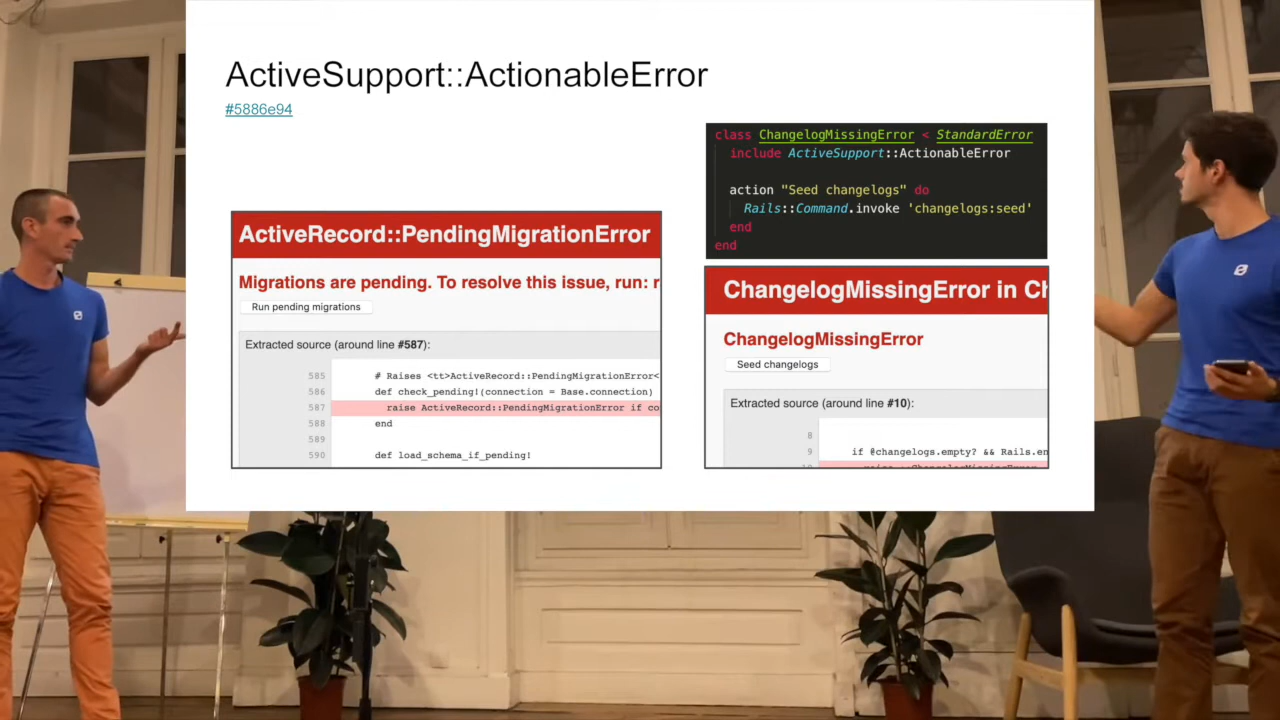 ActiveSupport::ActionableError
#5886e94
class ChangelogMissingError < StandardError
include ActiveSupport::ActionableError
action "Seed changelogs" do
Rails::Command.invoke 'changelogs:seed'
end
end
ActiveRecord::PendingMigrationError
Migrations are pending. To resolve this issue, run: r
Run pending migrations
Extracted source (around line #587):
585 # Raises <tt>ActiveRecord::PendingMigrationError<
586 def check_pending!(connection = Base.connection)
587 raise ActiveRecord::PendingMigrationError if co
588 end
589
590 def load_schema_if_pending!
ChangelogMissingError in Ch
ChangelogMissingError
Seed changelogs
Extracted source (around line #10):
8
9 if @changelogs.empty? && Rails.en